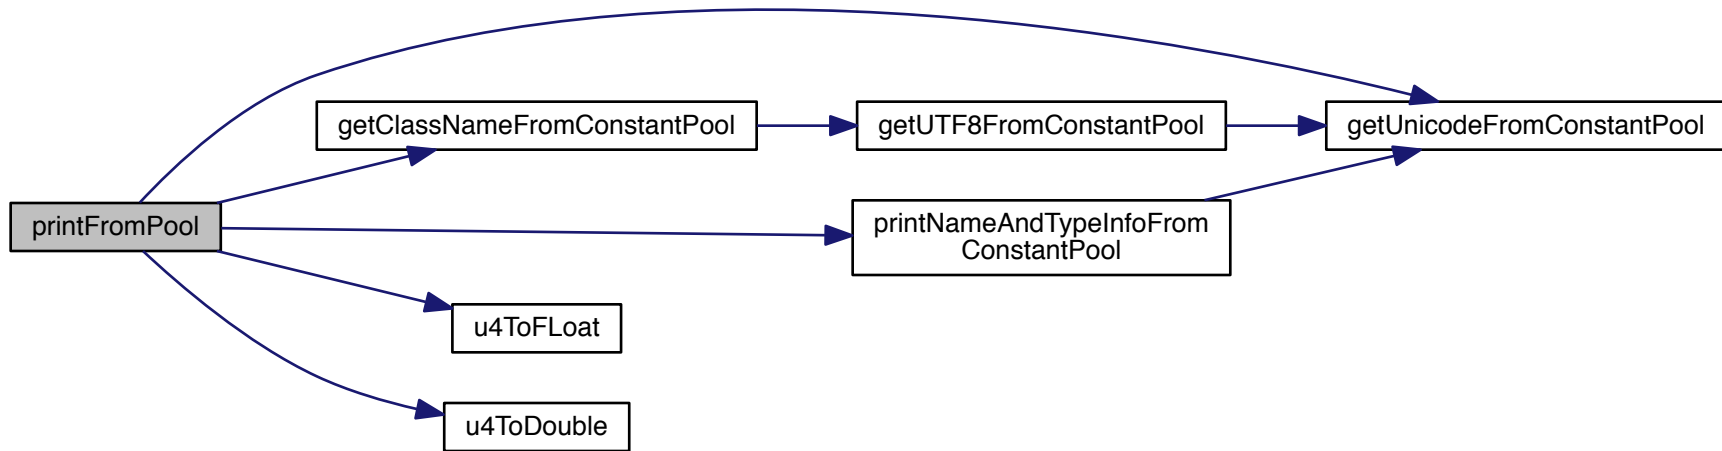 getClassNameFromConstantPool
getUTF8FromConstantPool
getUnicodeFromConstantPool
printFromPool
printNameAndTypeInfoFrom
ConstantPool
u4ToFLoat
u4ToDouble